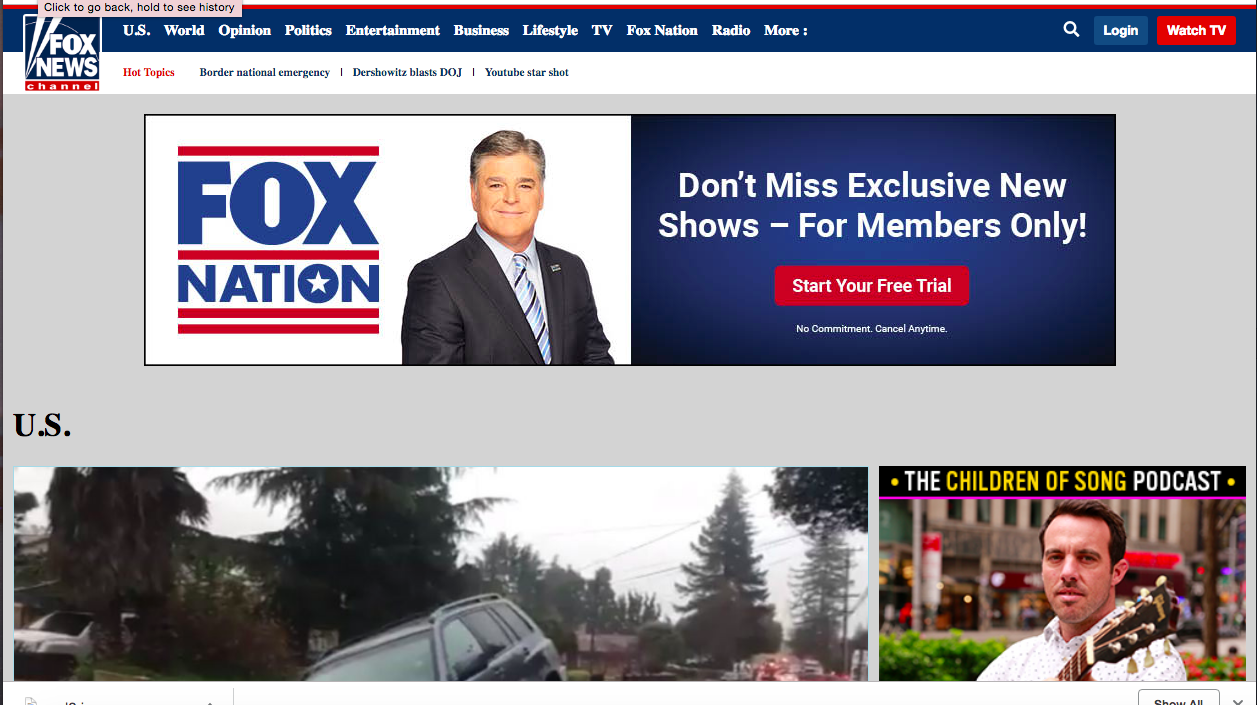 Click to go back, hold to see history
FOX
NEWS
channel
U.S. World Opinion Politics Entertainment Business Lifestyle TV Fox Nation Radio More :
Login
Watch TV
Hot Topics Border national emergency | Dershowitz blasts DOJ | Youtube star shot
FOX
NATION
Don't Miss Exclusive New
Shows – For Members Only!
Start Your Free Trial
No Commitment. Cancel Anytime.
U.S.
• THE CHILDREN OF SONG PODCAST •
Show All